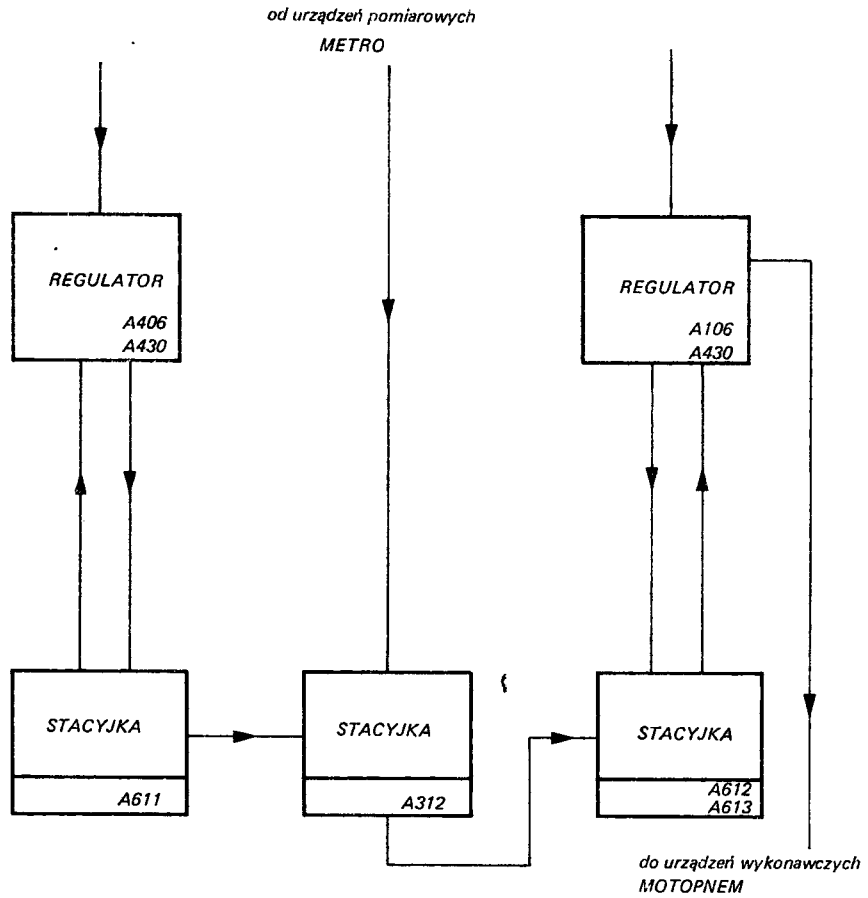 od urządzeń pomiarowych
METRO
REGULATOR
A406
A430
REGULATOR
A106
A430
STACYJKA
A611
STACYJKA
A312
STACYJKA
A612
A613
do urządzeń wykonawczych
MOTOPNEM